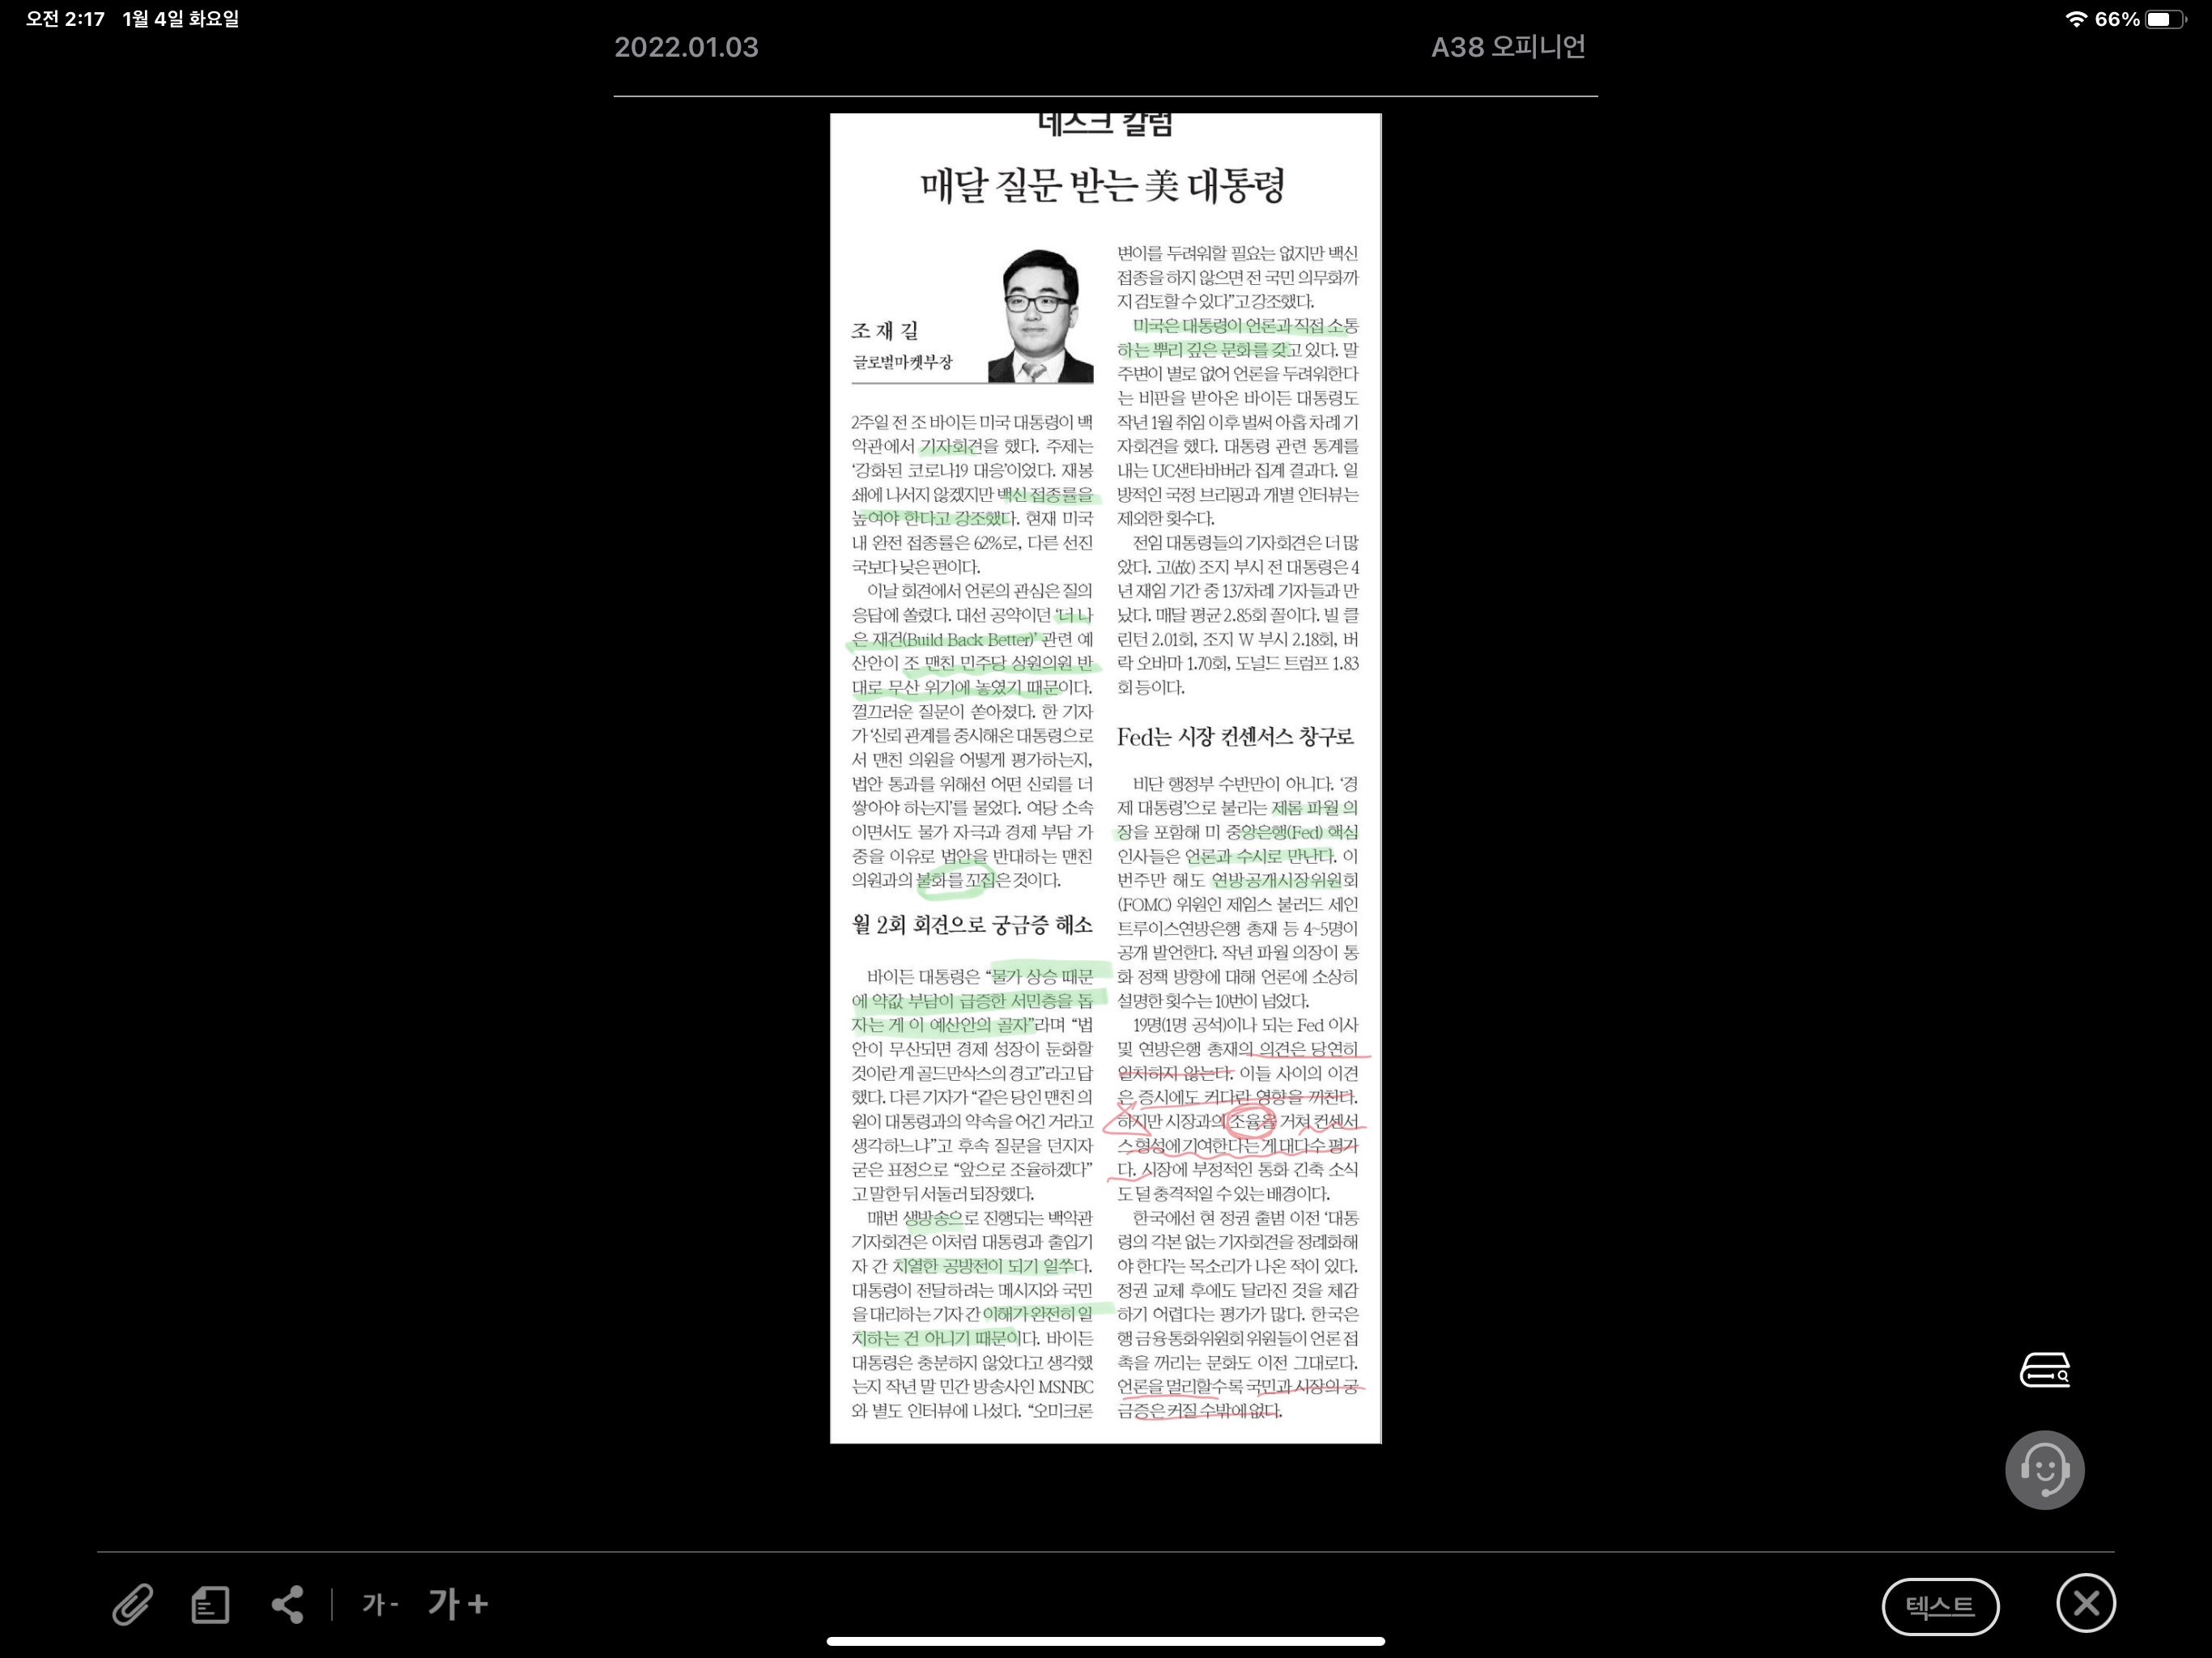 오전 2:17 1월 4일 화요일
66%
2022.01.03
A38 오피니언
데스크 칼럼
매달 질문 받는 美 대통령
조 재 길
글로벌마켓부장
2주일 전 조 바이든 미국 대통령이 백
악관에서 기자회견을 했다. 주제는
‘강화된 코로나19 대응’이었다. 재봉
쇄에 나서지 않겠지만 백신 접종률을
높여야 한다고 강조했다. 현재 미국
내 완전 접종률은 62%로, 다른 선진
국보다 낮은 편이다.
이날 회견에서 언론의 관심은 질의
응답에 쏠렸다. 대선 공약이던 ‘더 나
은 재건(Build Back Better)’ 관련 예
산안이 조 맨친 민주당 상원의원 반
대로 무산 위기에 놓였기 때문이다.
껄끄러운 질문이 쏟아졌다. 한 기자
가 ‘신뢰 관계를 중시해온 대통령으로
서 맨친 의원을 어떻게 평가하는지,
법안 통과를 위해선 어떤 신뢰를 더
쌓아야 하는지’를 물었다. 여당 소속
이면서도 물가 자극과 경제 부담 가
중을 이유로 법안을 반대하는 맨친
의원과의 불화를 꼬집은 것이다.
월 2회 회견으로 궁금증 해소
바이든 대통령은 “물가 상승 때문
에 약값 부담이 급증한 서민층을 돕
자는 게 이 예산안의 골자”라며 “법
안이 무산되면 경제 성장이 둔화할
것이란 게 골드만삭스의 경고”라고 답
했다. 다른 기자가 “같은 당인 맨친 의
원이 대통령과의 약속을 어긴 거라고
생각하느냐”고 후속 질문을 던지자
굳은 표정으로 “앞으로 조율하겠다”
고 말한 뒤 서둘러 퇴장했다.
매번 생방송으로 진행되는 백악관
기자회견은 이처럼 대통령과 출입기
자 간 치열한 공방전이 되기 일쑤다.
대통령이 전달하려는 메시지와 국민
을 대리하는 기자 간 이해가 완전히 일
치하는 건 아니기 때문이다. 바이든
대통령은 충분하지 않았다고 생각했
는지 작년 말 민간 방송사인 MSNBC
와 별도 인터뷰에 나섰다. “오미크론
변이를 두려워할 필요는 없지만 백신
접종을 하지 않으면 전 국민 의무화까
지 검토할 수 있다”고 강조했다.
미국은 대통령이 언론과 직접 소통
하는 뿌리 깊은 문화를 갖고 있다. 말
주변이 별로 없어 언론을 두려워한다
는 비판을 받아온 바이든 대통령도
작년 1월 취임 이후 벌써 아홉 차례 기
자회견을 했다. 대통령 관련 통계를
내는 UC샌타바버라 집계 결과다. 일
방적인 국정 브리핑과 개별 인터뷰는
제외한 횟수다.
전임 대통령들의 기자회견은 더 많
았다. 고(故) 조지 부시 전 대통령은 4
년 재임 기간 중 137차례 기자들과 만
났다. 매달 평균 2.85회 꼴이다. 빌 클
린턴 2.01회, 조지 W 부시 2.18회, 버
락 오바마 1.70회, 도널드 트럼프 1.83
회 등이다.
Fed는 시장 컨센서스 창구로
비단 행정부 수반만이 아니다. ‘경
제 대통령’으로 불리는 제롬 파월 의
장을 포함해 미 중앙은행(Fed) 핵심
인사들은 언론과 수시로 만난다. 이
번주만 해도 연방공개시장위원회
(FOMC) 위원인 제임스 불러드 세인
트루이스연방은행 총재 등 4~5명이
공개 발언한다. 작년 파월 의장이 통
화 정책 방향에 대해 언론에 소상히
설명한 횟수는 10번이 넘었다.
19명(1명 공석)이나 되는 Fed 이사
및 연방은행 총재의 의견은 당연히
일치하지 않는다. 이들 사이의 이견
은 증시에도 커다란 영향을 끼친다.
하지만 시장과의 조율을 거쳐 컨센서
스 형성에 기여한다는 게 대다수 평가
다. 시장에 부정적인 통화 긴축 소식
도 덜 충격적일 수 있는 배경이다.
한국에선 현 정권 출범 이전 ‘대통
령의 각본 없는 기자회견을 정례화해
야 한다’는 목소리가 나온 적이 있다.
정권 교체 후에도 달라진 것을 체감
하기 어렵다는 평가가 많다. 한국은
행 금융통화위원회 위원들이 언론 접
촉을 꺼리는 문화도 이전 그대로다.
언론을 멀리할수록 국민과 시장의 궁
금증은 커질 수밖에 없다.
가- 가+
텍스트